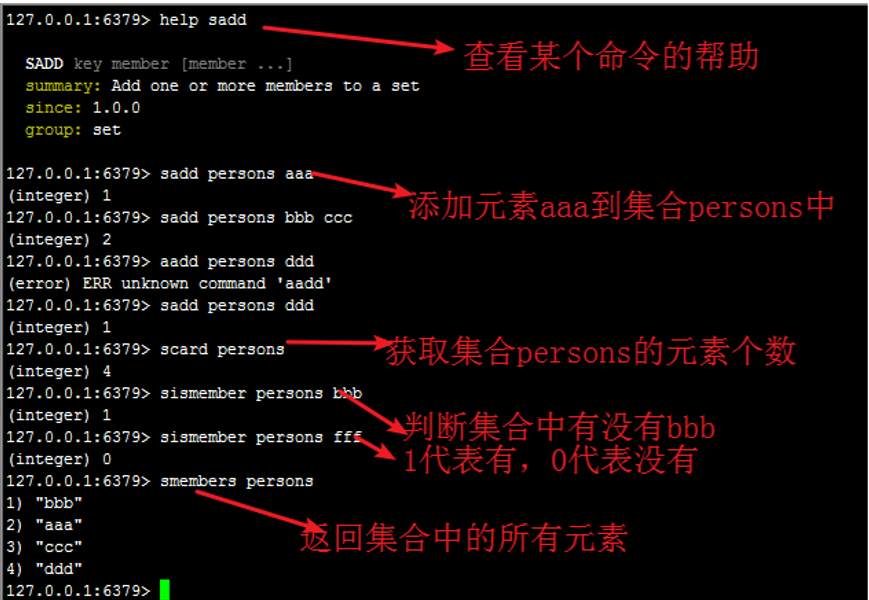 127.0.0.1:6379> help sadd
查看某个命令的帮助
SADD key member [member ...]
summary: Add one or more members to a set
since: 1.0.0
group: set
127.0.0.1:6379> sadd persons aaa
(integer) 1
添加元素aaa到集合persons中
127.0.0.1:6379> sadd persons bbb ccc
(integer) 2
127.0.0.1:6379> aadd persons ddd
(error) ERR unknown command 'aadd'
127.0.0.1:6379> sadd persons ddd
(integer) 1
127.0.0.1:6379> scard persons
获取集合persons的元素个数
(integer) 4
127.0.0.1:6379> sismember persons bbb
(integer) 1
判断集合中有没有bbb
127.0.0.1:6379> sismember persons fff
(integer) 0
1代表有，0代表没有
127.0.0.1:6379> smembers persons
1) "bbb"
2) "aaa"
3) "ccc"
返回集合中的所有元素
4) "ddd"
127.0.0.1:6379>